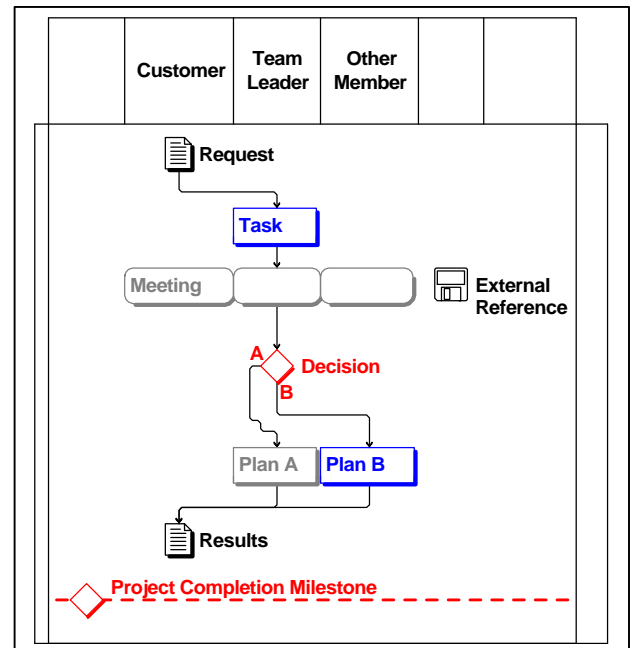 Customer
Team
Leader
Other
Member
Request
Task
Meeting
External
Reference
A
Decision
B
Plan A
Plan B
Results
Project Completion Milestone